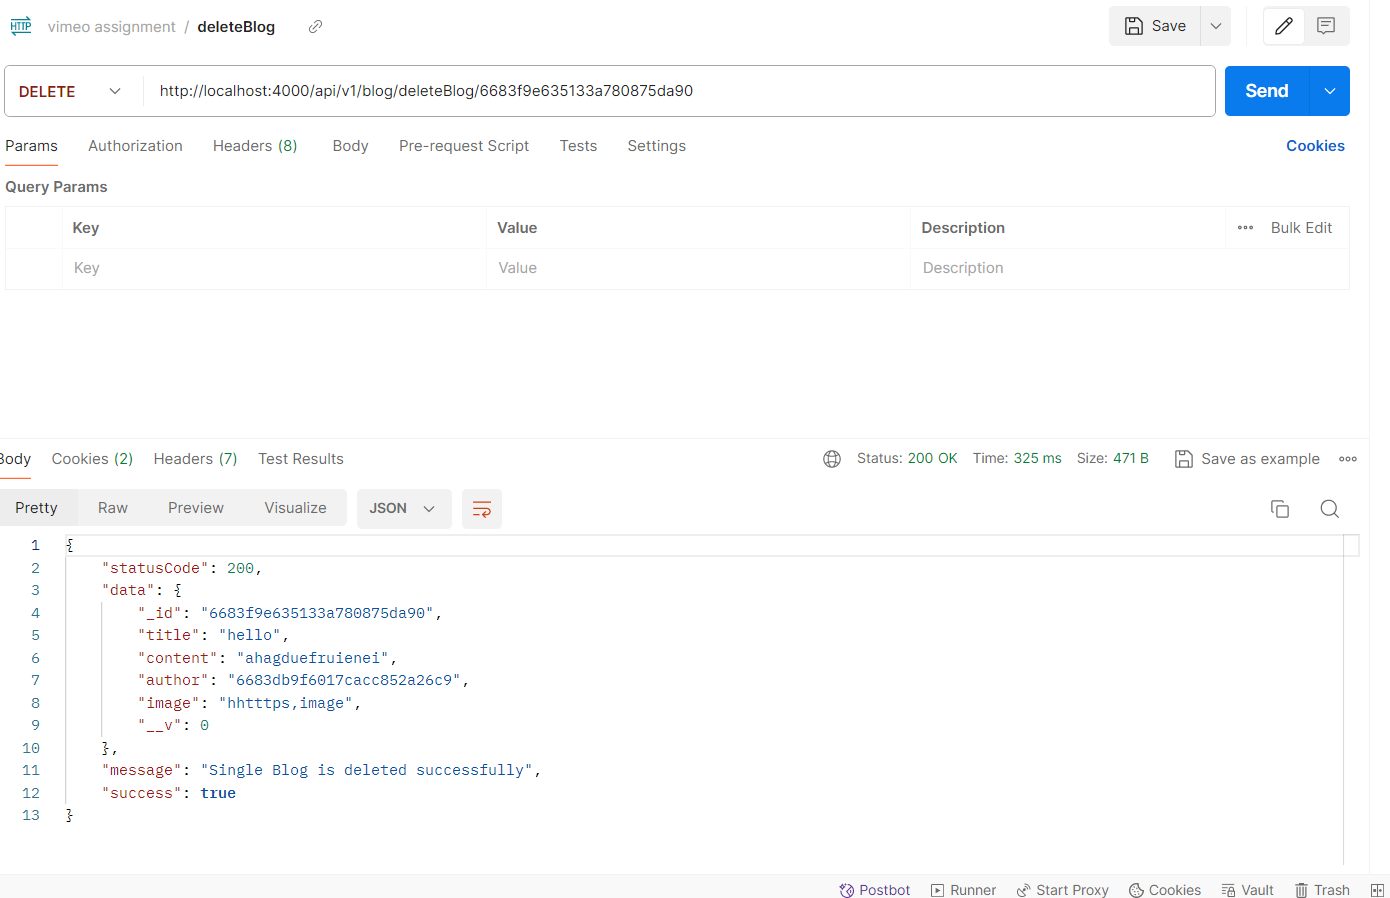 HTTP vimeo assignment / deleteBlog Save
DELETE http://localhost:4000/api/v1/blog/deleteBlog/6683f9e635133a780875da90 Send
Params Authorization Headers (8) Body Pre-request Script Tests Settings Cookies
Query Params
Key Value Description Bulk Edit
Key Value Description
Body Cookies (2) Headers (7) Test Results Status: 200 OK Time: 325 ms Size: 471 B Save as example
Pretty Raw Preview Visualize JSON
1 {
2 "statusCode": 200,
3 "data": {
4 "_id": "6683f9e635133a780875da90",
5 "title": "hello",
6 "content": "ahagduefruienei",
7 "author": "6683db9f6017cacc852a26c9",
8 "image": "hhtttps,image",
9 "__v": 0
10 },
11 "message": "Single Blog is deleted successfully",
12 "success": true
13 }
Postbot Runner Start Proxy Cookies Vault Trash